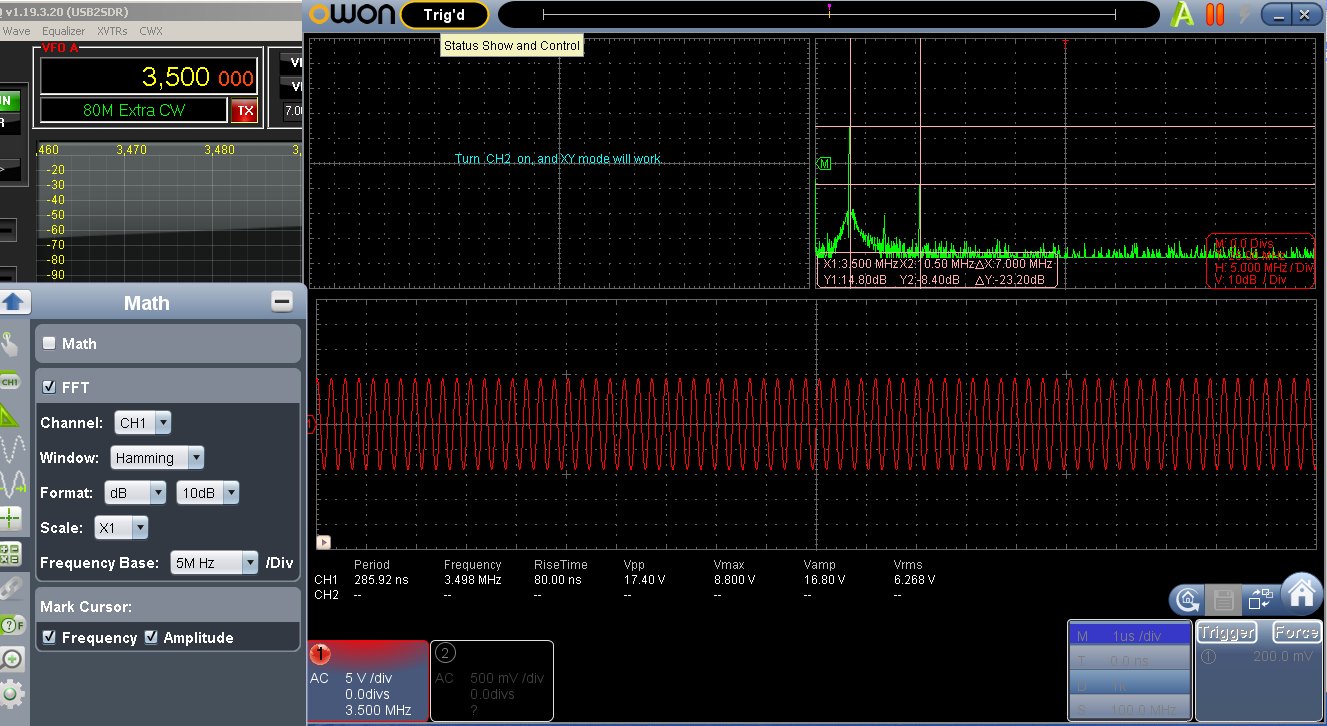 v1.19.3.20 (USB2SDR)
Wave Equalizer XVTRs CWX
VFO A
3,500 000
80M Extra CW TX
7.0
3,470 3,480
-20
-30
-40
-50
-60
-70
-80
-90
owon Trig'd
Status Show and Control
Turn CH2 on, and XY mode will work.
M
X1:3.500 MHz X2:10.50 MHz △X:7.000 MHz
Y1:14.80dB Y2:-8.40dB △Y:-23.20dB
M: 0.0 Divs
H: 5.000 MHz / Div
V: 10dB / Div
Math
Math
FFT
Channel: CH1
Window: Hamming
Format: dB 10dB
Scale: X1
Frequency Base: 5M Hz /Div
Mark Cursor:
Frequency Amplitude
CH1
Period Frequency RiseTime Vpp Vmax Vamp Vrms
CH1 285.92 ns 3.498 MHz 80.00 ns 17.40 V 8.800 V 16.80 V 6.268 V
CH2 -- -- -- -- -- -- --
1
AC 5 V /div
0.0divs
3.500 MHz
2
AC 500 mV /div
0.0divs
?
M 1us /div
T 0.0 ns
D 1k
S 100.0 MHz
Trigger Force
1 200.0 mV